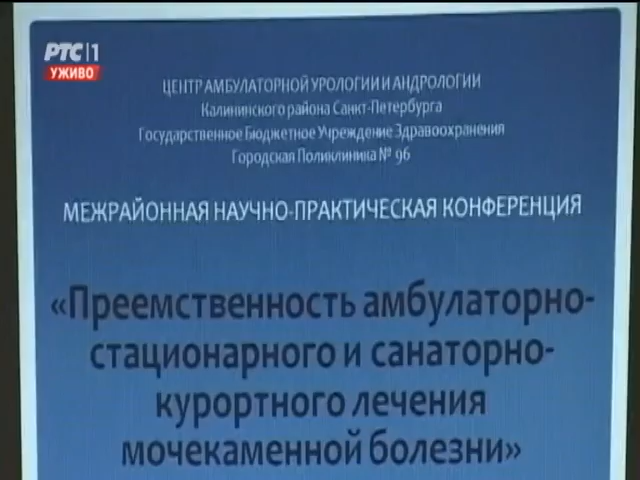 РТС|1
УЖИВО
ЦЕНТР АМБУЛАТОРНОЙ УРОЛОГИИ И АНДРОЛОГИИ
Калининского района Санкт-Петербурга
Государственное Бюджетное Учреждение Здравоохранения
Городская Поликлиника № 96
МЕЖРАЙОННАЯ НАУЧНО-ПРАКТИЧЕСКАЯ КОНФЕРЕНЦИЯ
«Преемственность амбулаторно-
стационарного и санаторно-
курортного лечения
мочекаменной болезни»